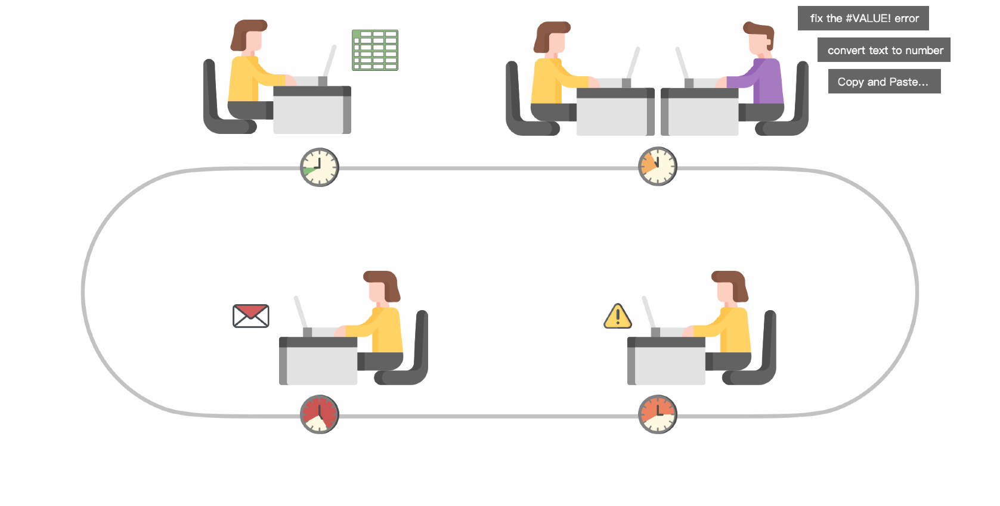 fix the #VALUE! error
convert text to number
Copy and Paste...